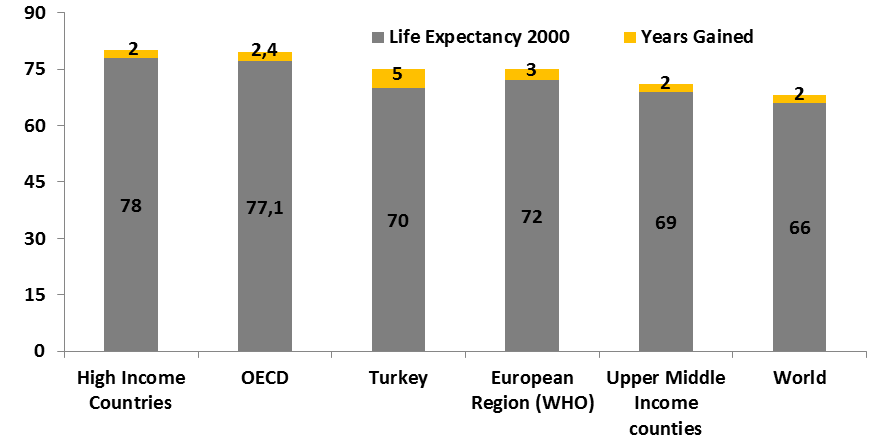 90
75
60
45
30
15
0
Life Expectancy 2000
Years Gained
2
2,4
5
3
2
2
78
77,1
70
72
69
66
High Income
Countries
OECD
Turkey
European
Region (WHO)
Upper Middle
Income
counties
World